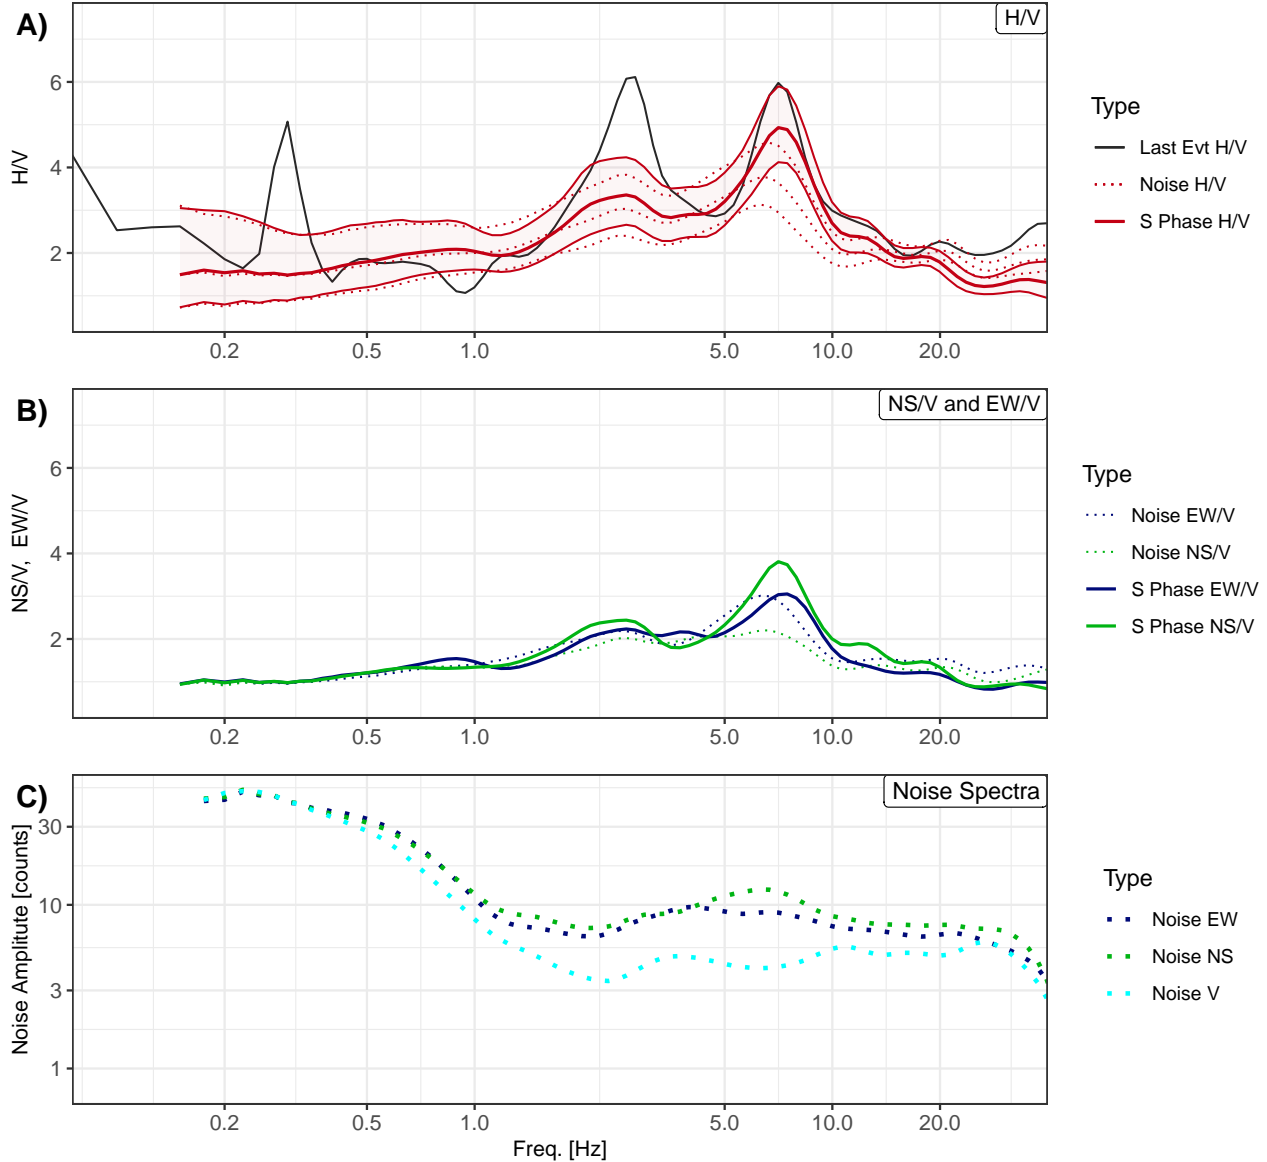 A)
H/V
H/V
6
4
2
0.2 0.5 1.0 5.0 10.0 20.0
Type
Last Evt H/V
Noise H/V
S Phase H/V
B)
NS/V and EW/V
NS/V, EW/V
6
4
2
0.2 0.5 1.0 5.0 10.0 20.0
Type
Noise EW/V
Noise NS/V
S Phase EW/V
S Phase NS/V
C)
Noise Spectra
Noise Amplitude [counts]
30
10
3
1
0.2 0.5 1.0 5.0 10.0 20.0
Freq. [Hz]
Type
Noise EW
Noise NS
Noise V